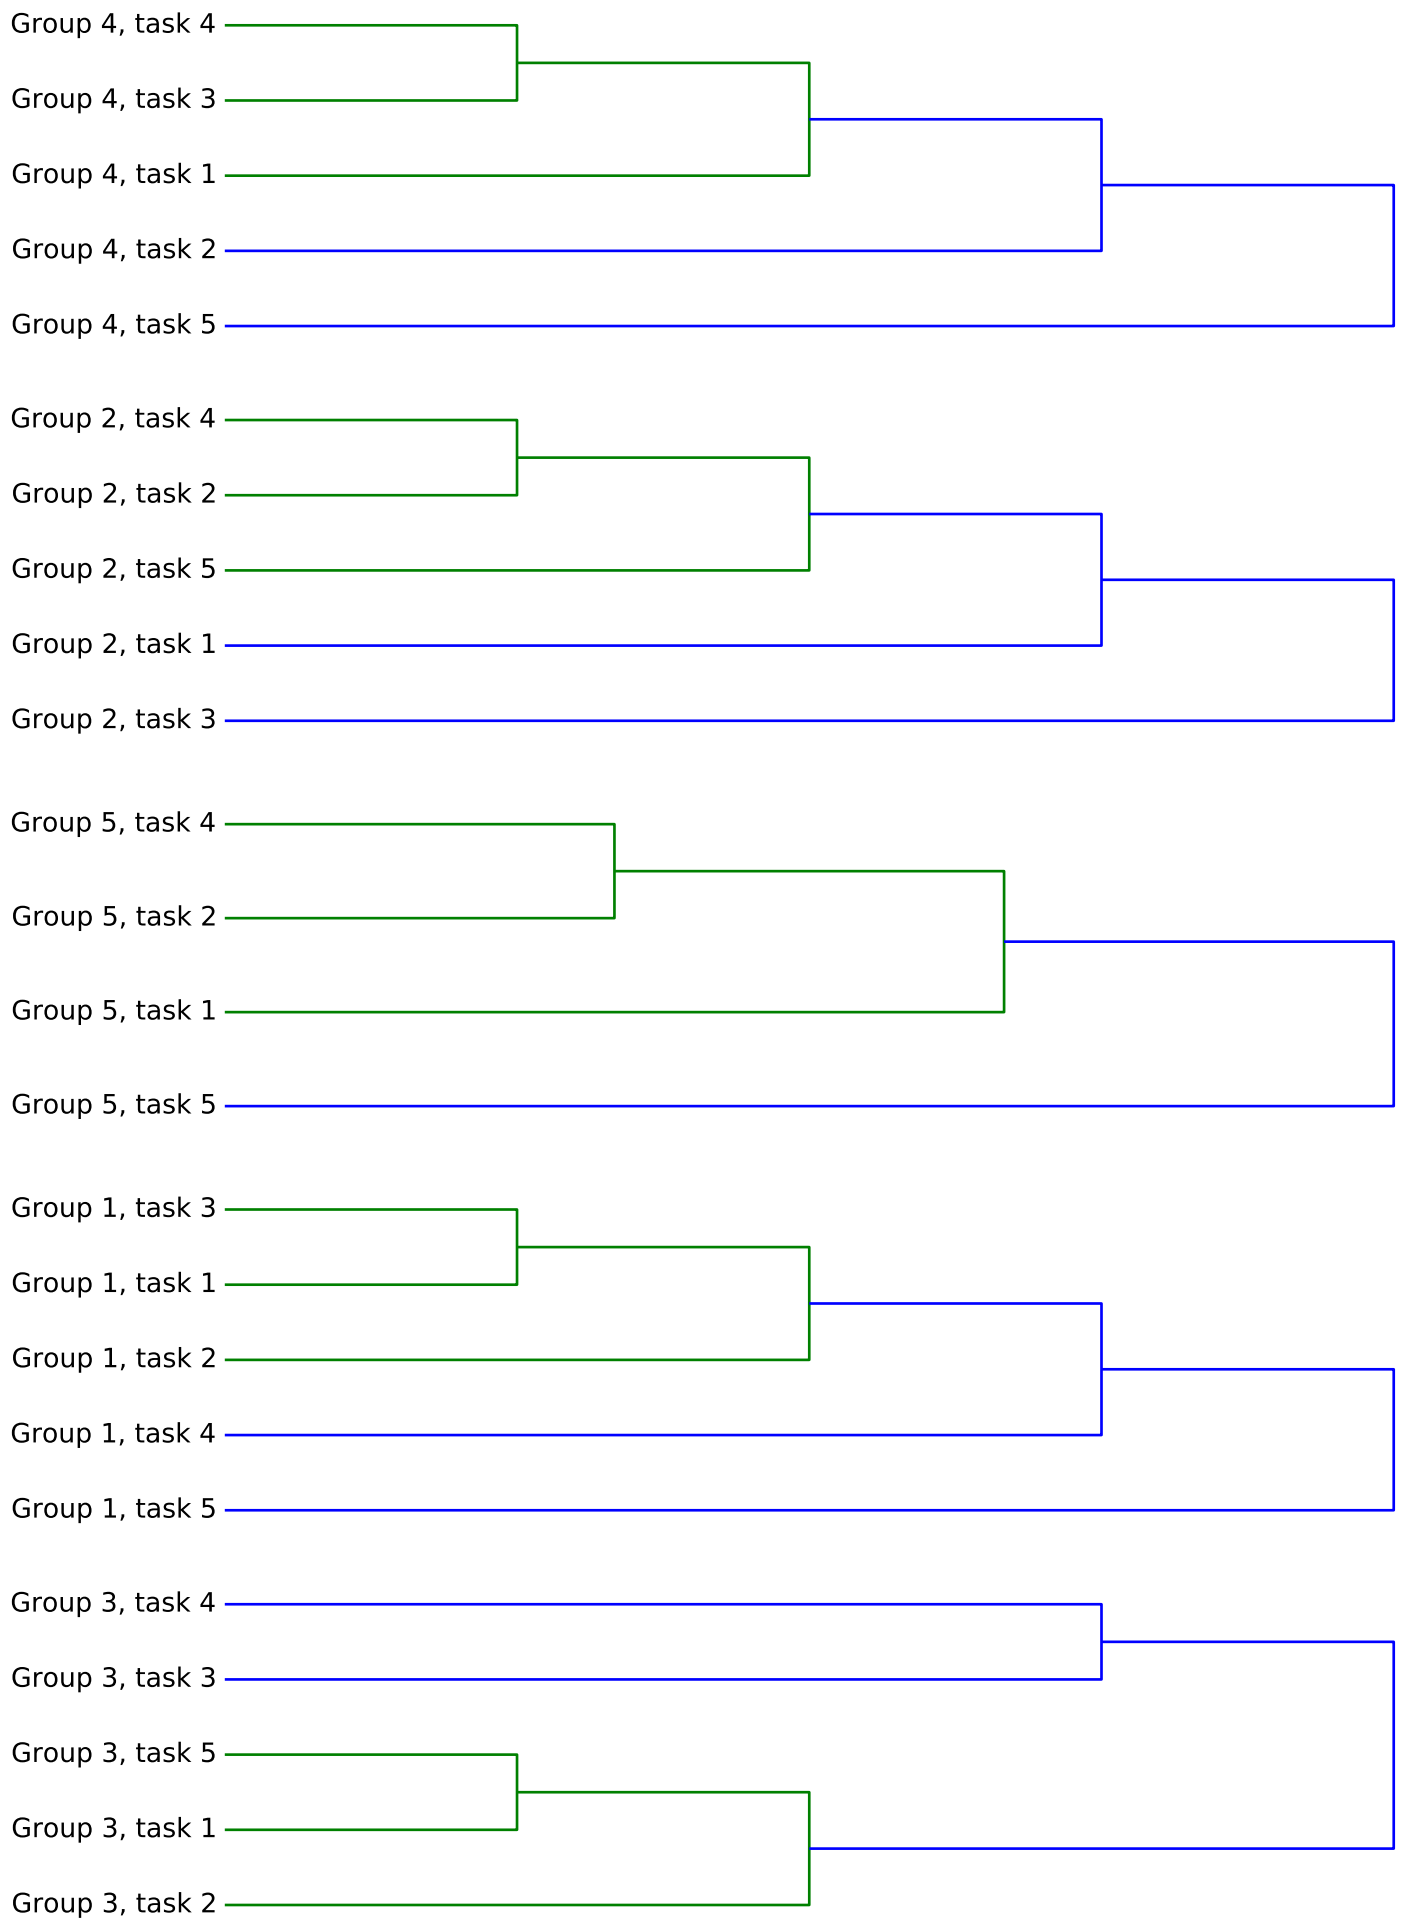 Group 4, task 4
Group 4, task 3
Group 4, task 1
Group 4, task 2
Group 4, task 5
Group 2, task 4
Group 2, task 2
Group 2, task 5
Group 2, task 1
Group 2, task 3
Group 5, task 4
Group 5, task 2
Group 5, task 1
Group 5, task 5
Group 1, task 3
Group 1, task 1
Group 1, task 2
Group 1, task 4
Group 1, task 5
Group 3, task 4
Group 3, task 3
Group 3, task 5
Group 3, task 1
Group 3, task 2